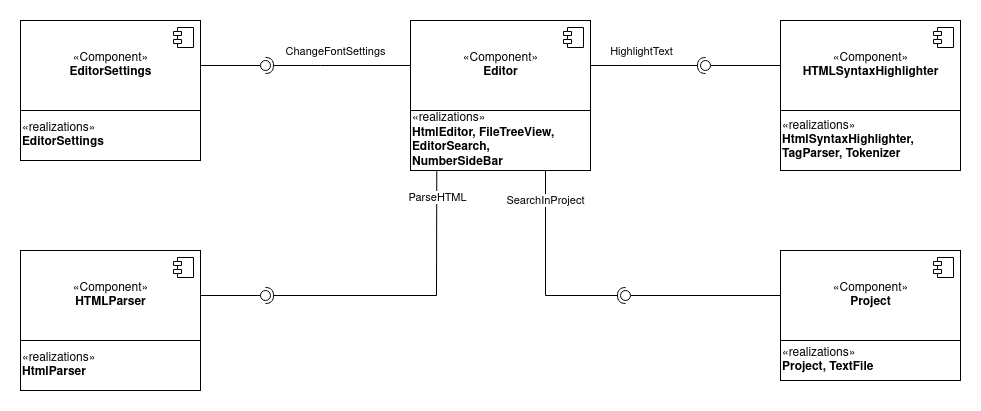 «Component»
EditorSettings
«realizations»
EditorSettings
ChangeFontSettings
«Component»
Editor
«realizations»
HtmlEditor, FileTreeView,
EditorSearch,
NumberSideBar
HighlightText
«Component»
HTMLSyntaxHighlighter
«realizations»
HtmlSyntaxHighlighter,
TagParser, Tokenizer
ParseHTML
SearchInProject
«Component»
HTMLParser
«realizations»
HtmlParser
«Component»
Project
«realizations»
Project, TextFile